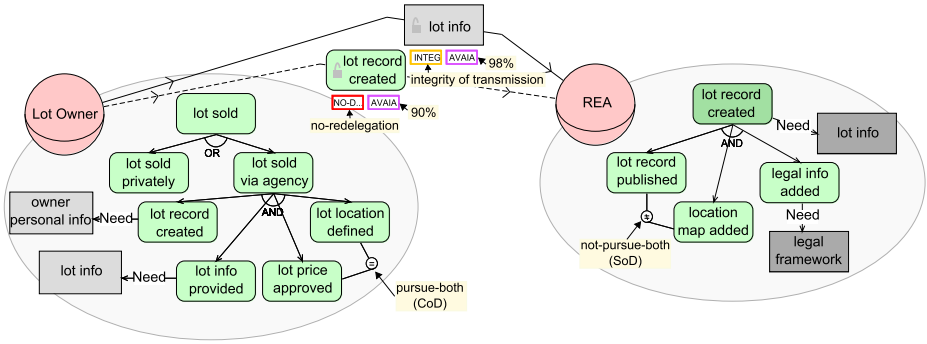 lot info
lot record
created
INTEG
AVAIA
98%
integrity of transmission
NO-D..
AVAIA
90%
no-redelegation
Lot Owner
REA
lot sold
OR
lot sold
privately
lot sold
via agency
AND
owner
personal info
Need
lot record
created
lot location
defined
lot info
Need
lot info
provided
lot price
approved
=
pursue-both
(CoD)
lot record
created
Need
lot info
AND
lot record
published
legal info
added
location
map added
Need
not-pursue-both
(SoD)
legal
framework